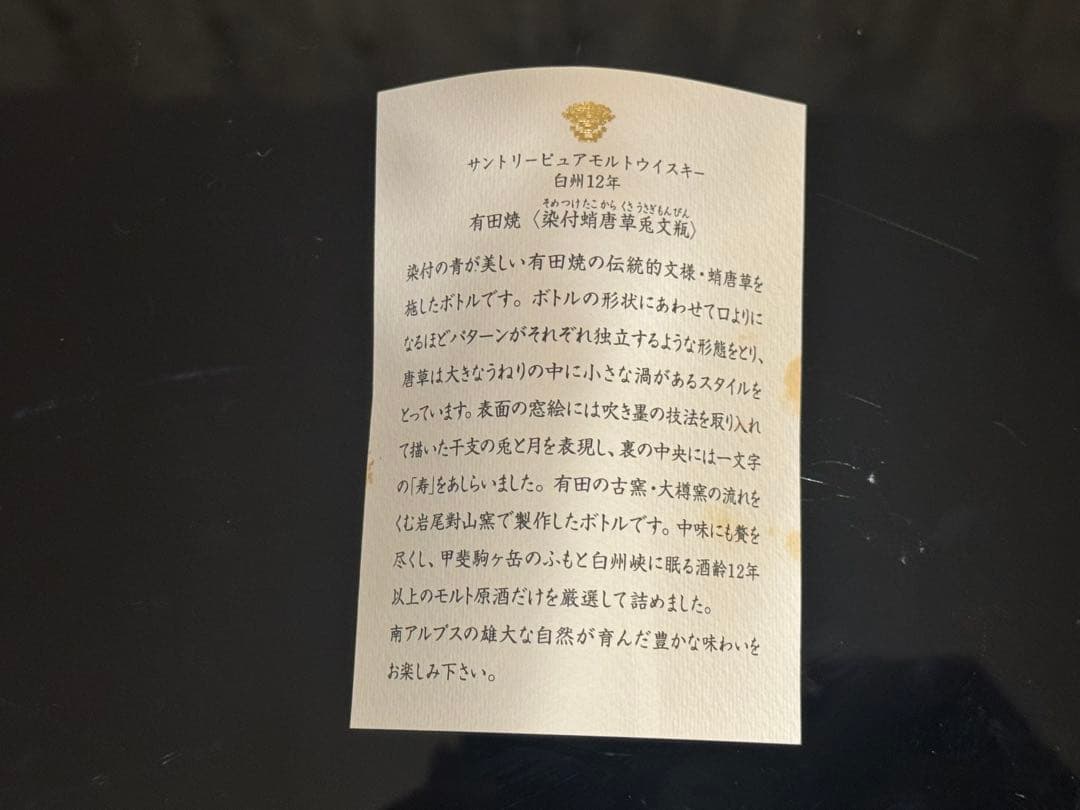 サントリーピュアモルトウイスキー
白州12年
そめつけたこからくさうさぎもんびん
有田焼〈染付蛸唐草兎文瓶〉
染付の青が美しい有田焼の伝統的文様・蛸唐草を
施したボトルです。ボトルの形状にあわせて口よりに
なるほどパターンがそれぞれ独立するような形態をとり、
唐草は大きなうねりの中に小さな渦があるスタイルを
とっています。表面の窓絵には吹き墨の技法を取り入れ
て描いた干支の兎と月を表現し、裏の中央には一文字
の「寿」をあしらいました。有田の古窯・大樽窯の流れを
くむ岩尾對山窯で製作したボトルです。中味にも贅を
尽くし、甲斐駒ヶ岳のふもと白州峡に眠る酒齢12年
以上のモルト原酒だけを厳選して詰めました。
南アルプスの雄大な自然が育んだ豊かな味わいを
お楽しみ下さい。